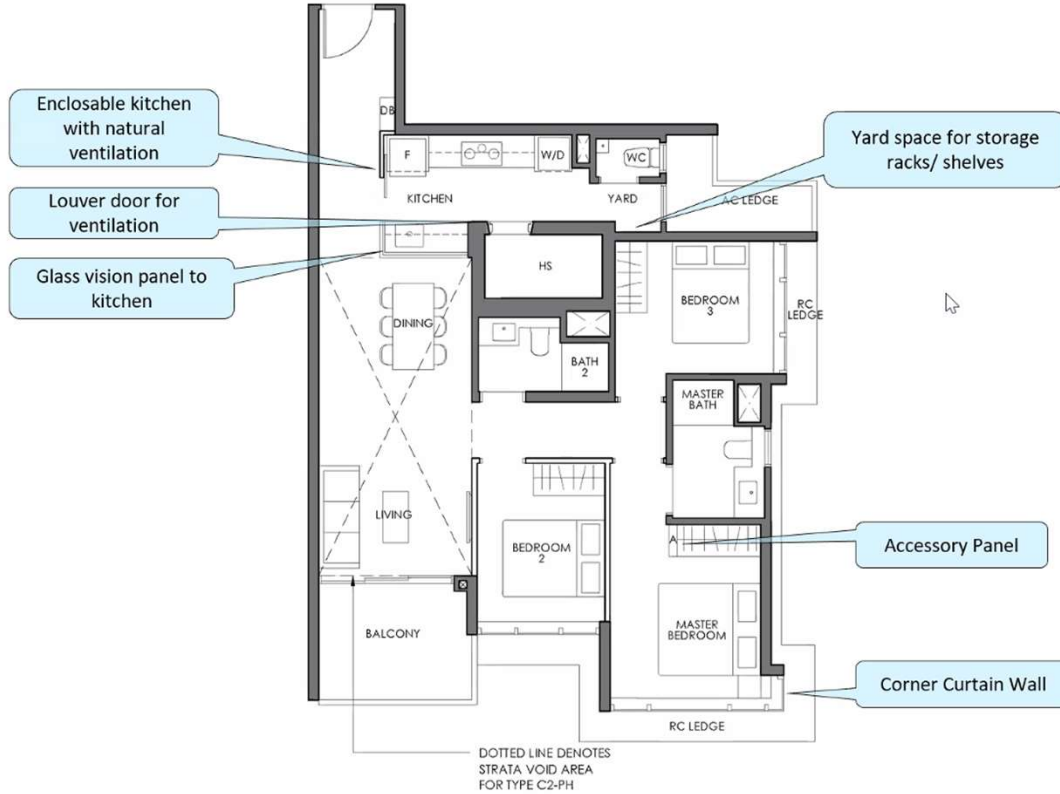 Enclosable kitchen
with natural
ventilation
Louver door for
ventilation
Glass vision panel to
kitchen
Yard space for storage
racks/ shelves
Accessory Panel
Corner Curtain Wall
DB
F
W/D
WC
KITCHEN
YARD
AC LEDGE
HS
BEDROOM
3
RC
LEDGE
DINING
BATH
2
MASTER
BATH
LIVING
BEDROOM
2
A
MASTER
BEDROOM
BALCONY
RC LEDGE
DOTTED LINE DENOTES
STRATA VOID AREA
FOR TYPE C2-PH